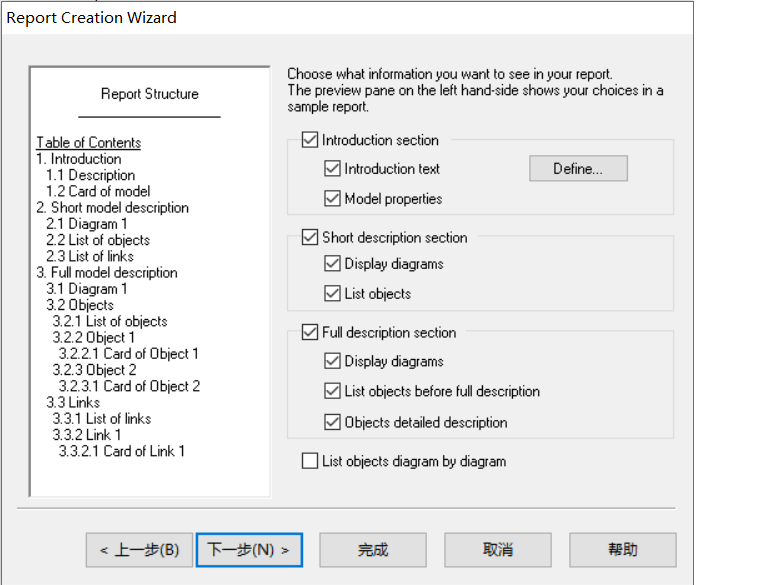 Report Creation Wizard
Report Structure
Table of Contents
1. Introduction
1.1 Description
1.2 Card of model
2. Short model description
2.1 Diagram 1
2.2 List of objects
2.3 List of links
3. Full model description
3.1 Diagram 1
3.2 Objects
3.2.1 List of objects
3.2.2 Object 1
3.2.2.1 Card of Object 1
3.2.3 Object 2
3.2.3.1 Card of Object 2
3.3 Links
3.3.1 List of links
3.3.2 Link 1
3.3.2.1 Card of Link 1
Choose what information you want to see in your report.
The preview pane on the left hand-side shows your choices in a
sample report.
Introduction section
Introduction text
Define...
Model properties
Short description section
Display diagrams
List objects
Full description section
Display diagrams
List objects before full description
Objects detailed description
List objects diagram by diagram
< 上一步(B)
下一步(N) >
完成
取消
帮助